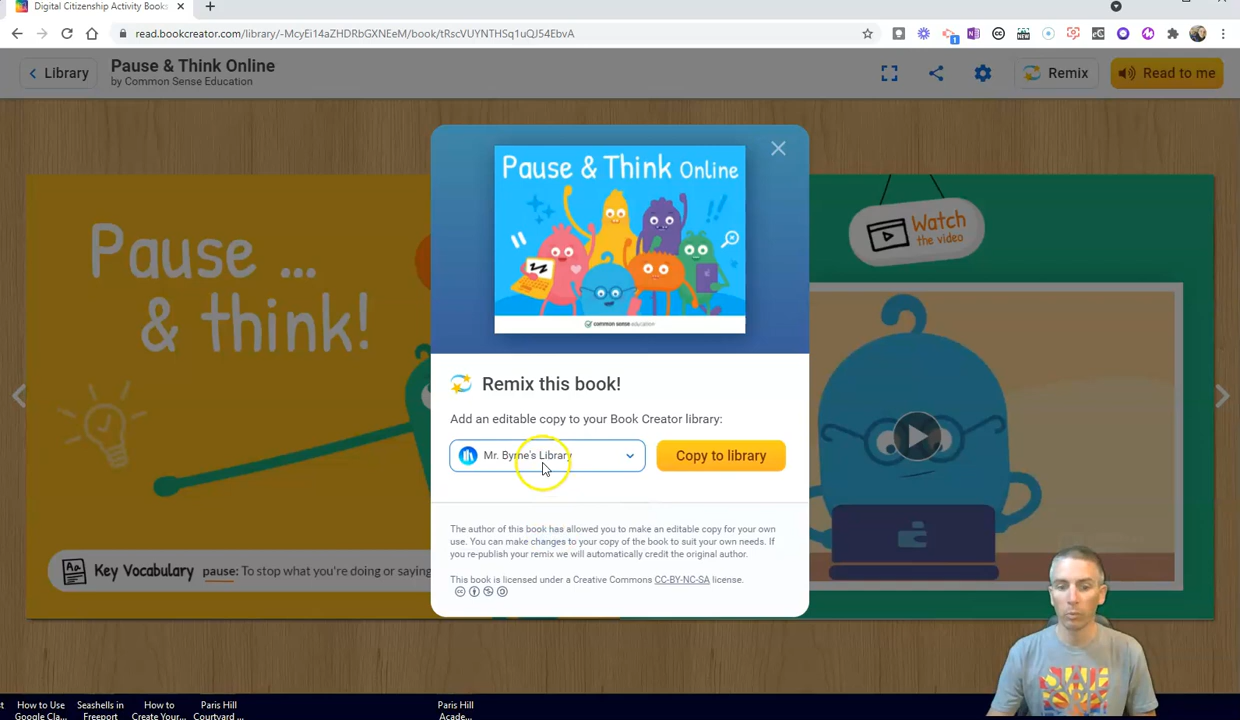 Digital Citizenship Activity Books
read.bookcreator.com/library/-McyEi14aZHDRbGXNEeM/book/tRscVUYNTHSq1uQJ54EbvA
Library
Pause & Think Online
by Common Sense Education
Remix
Read to me
Pause ...
& think!
Key Vocabulary
pause: To stop what you're doing or saying
Pause & Think Online
common sense education
Watch
the video
Remix this book!
Add an editable copy to your Book Creator library:
Mr. Byrne's Library
Copy to library
The author of this book has allowed you to make an editable copy for your own
use. You can make changes to your copy of the book to suit your own needs. If
you re-publish your remix we will automatically credit the original author.
This book is licensed under a Creative Commons CC-BY-NC-SA license.
How to Use
Google Cla...
Seashells in
Freeport
How to
Create Your...
Paris Hill
Courtyard ...
Paris Hill
Acade...